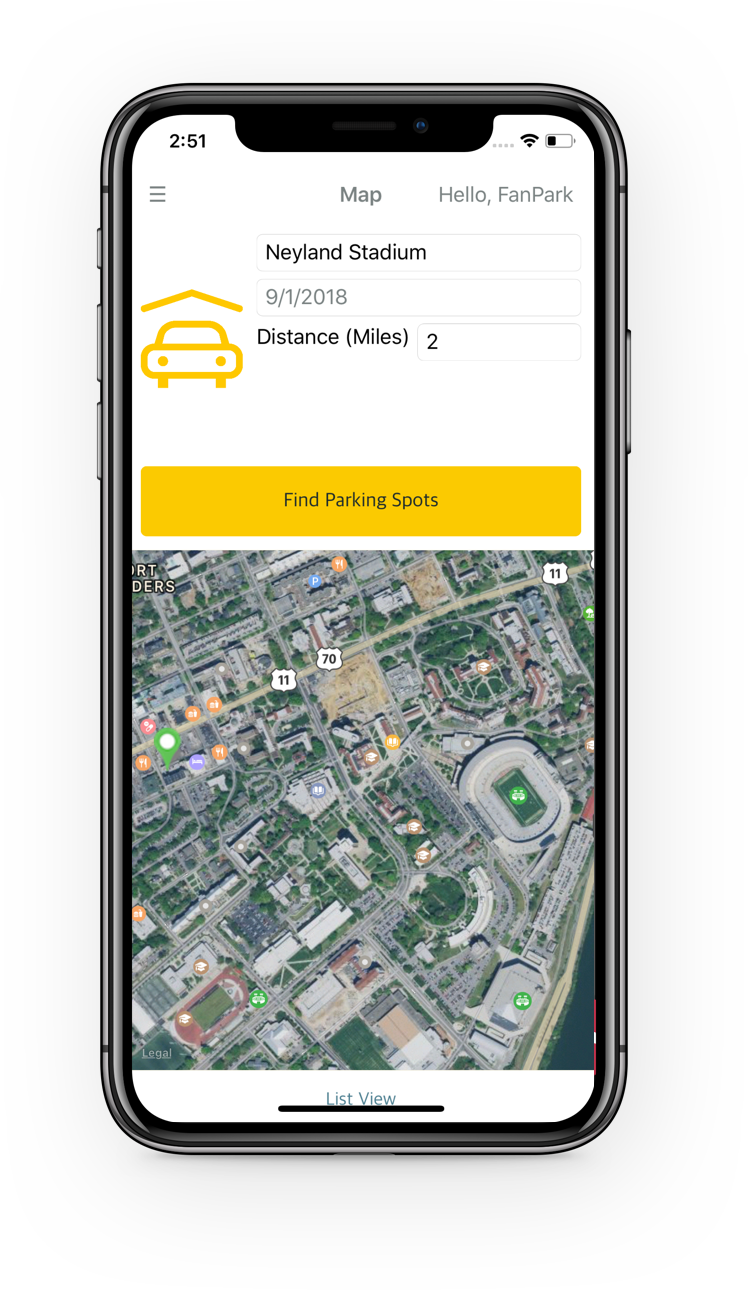 2:51
☰ Map Hello, FanPark
Neyland Stadium
9/1/2018
Distance (Miles) 2
Find Parking Spots
ORT
DERS
11
P
70
11
Legal
List View